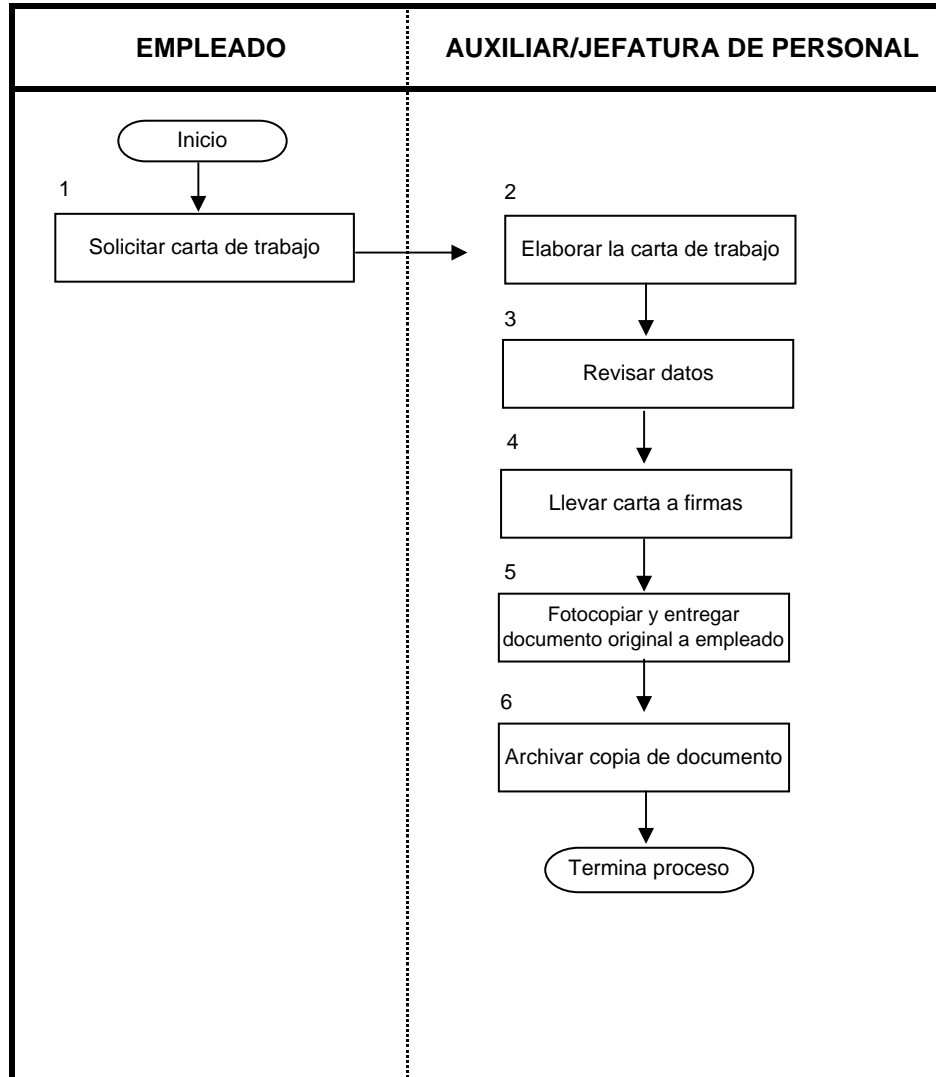 EMPLEADO
AUXILIAR/JEFATURA DE PERSONAL
Inicio
1
Solicitar carta de trabajo
2
Elaborar la carta de trabajo
3
Revisar datos
4
Llevar carta a firmas
5
Fotocopiar y entregar
documento original a empleado
6
Archivar copia de documento
Termina proceso